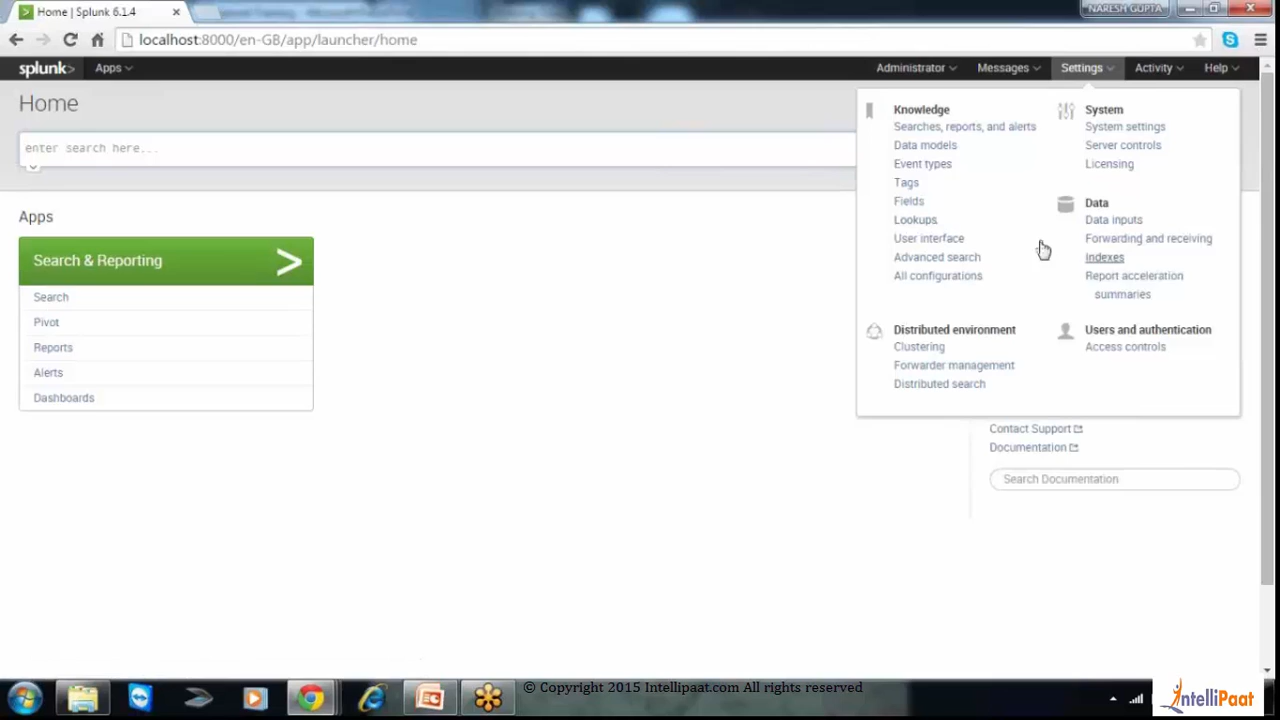 Home | Splunk 6.1.4
NARESH GUPTA
localhost:8000/en-GB/app/launcher/home
splunk> Apps Administrator Messages Settings Activity Help
Home
enter search here...
Apps
Search & Reporting >
Search
Pivot
Reports
Alerts
Dashboards
Knowledge
Searches, reports, and alerts
Data models
Event types
Tags
Fields
Lookups
User interface
Advanced search
All configurations
Distributed environment
Clustering
Forwarder management
Distributed search
System
System settings
Server controls
Licensing
Data
Data inputs
Forwarding and receiving
Indexes
Report acceleration
summaries
Users and authentication
Access controls
Contact Support
Documentation
Search Documentation
© Copyright 2015 Intellipaat.com All rights reserved
IntelliPaat